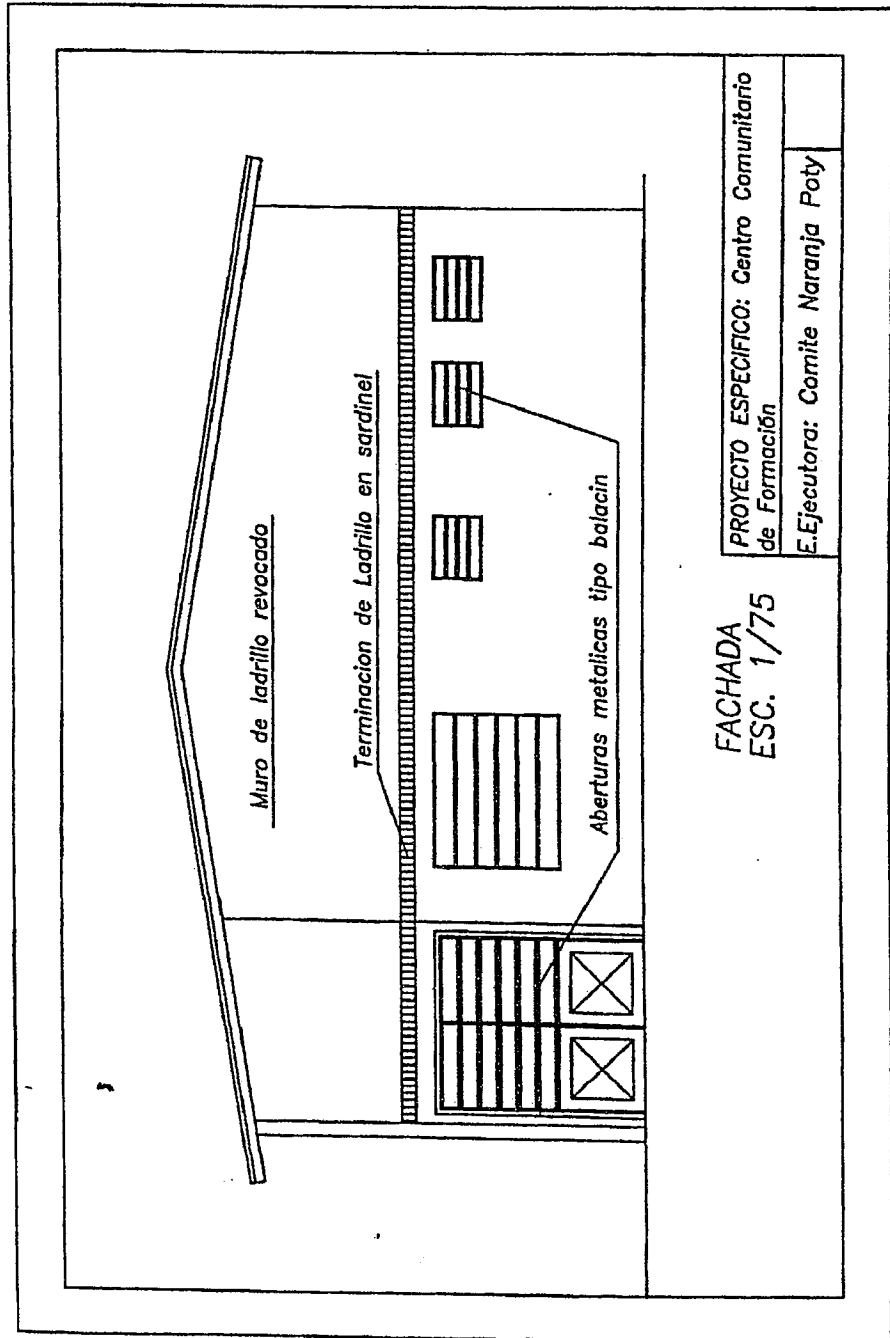 Muro de ladrillo revocado
Terminacion de Ladrillo en sardinel
Aberturas metalicas tipo balacin
FACHADA
ESC. 1/75
PROYECTO ESPECIFICO: Centro Comunitario
de Formación
E.Ejecutora: Comite Naranja Poty